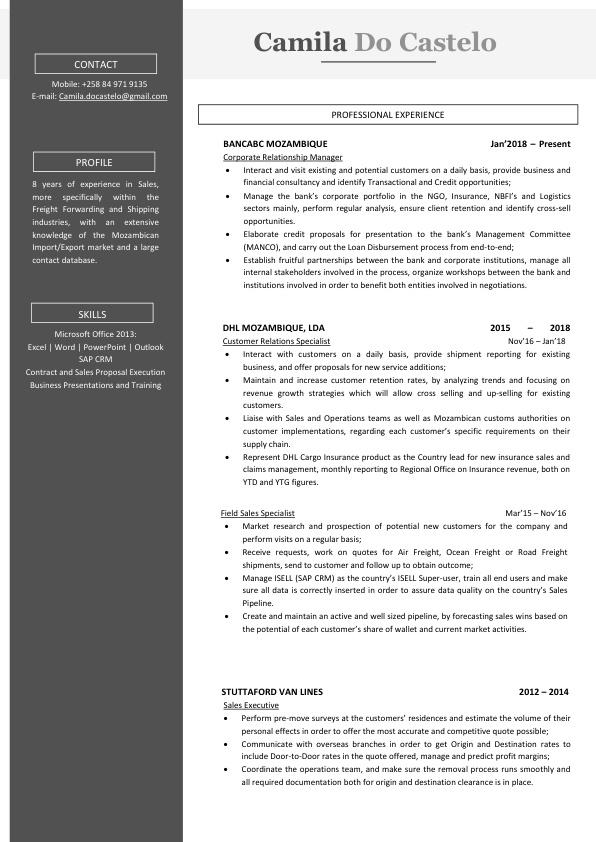 Camila Do Castelo
CONTACT
Mobile: +258 84 971 9135
E-mail: Camila.docastelo@gmail.com
PROFILE
8 years of experience in Sales,
more specifically within the
Freight Forwarding and Shipping
industries, with an extensive
knowledge of the Mozambican
Import/Export market and a large
contact database.
SKILLS
Microsoft Office 2013:
Excel | Word | PowerPoint | Outlook
SAP CRM
Contract and Sales Proposal Execution
Business Presentations and Training
PROFESSIONAL EXPERIENCE
BANCABC MOZAMBIQUE Jan'2018 – Present
Corporate Relationship Manager
• Interact and visit existing and potential customers on a daily basis, provide business and
financial consultancy and identify Transactional and Credit opportunities;
• Manage the bank's corporate portfolio in the NGO, Insurance, NBFI's and Logistics
sectors mainly, perform regular analysis, ensure client retention and identify cross-sell
opportunities.
• Elaborate credit proposals for presentation to the bank's Management Committee
(MANCO), and carry out the Loan Disbursement process from end-to-end;
• Establish fruitful partnerships between the bank and corporate institutions, manage all
internal stakeholders involved in the process, organize workshops between the bank and
institutions involved in order to benefit both entities involved in negotiations.
DHL MOZAMBIQUE, LDA 2015 – 2018
Customer Relations Specialist Nov'16 – Jan'18
• Interact with customers on a daily basis, provide shipment reporting for existing
business, and offer proposals for new service additions;
• Maintain and increase customer retention rates, by analyzing trends and focusing on
revenue growth strategies which will allow cross selling and up-selling for existing
customers.
• Liaise with Sales and Operations teams as well as Mozambican customs authorities on
customer implementations, regarding each customer's specific requirements on their
supply chain.
• Represent DHL Cargo Insurance product as the Country lead for new insurance sales and
claims management, monthly reporting to Regional Office on Insurance revenue, both on
YTD and YTG figures.
Field Sales Specialist Mar'15 – Nov'16
• Market research and prospection of potential new customers for the company and
perform visits on a regular basis;
• Receive requests, work on quotes for Air Freight, Ocean Freight or Road Freight
shipments, send to customer and follow up to obtain outcome;
• Manage ISELL (SAP CRM) as the country's ISELL Super-user, train all end users and make
sure all data is correctly inserted in order to assure data quality on the country's Sales
Pipeline.
• Create and maintain an active and well sized pipeline, by forecasting sales wins based on
the potential of each customer's share of wallet and current market activities.
STUTTAFORD VAN LINES 2012 – 2014
Sales Executive
• Perform pre-move surveys at the customers' residences and estimate the volume of their
personal effects in order to offer the most accurate and competitive quote possible;
• Communicate with overseas branches in order to get Origin and Destination rates to
include Door-to-Door rates in the quote offered, manage and predict profit margins;
• Coordinate the operations team, and make sure the removal process runs smoothly and
all required documentation both for origin and destination clearance is in place.